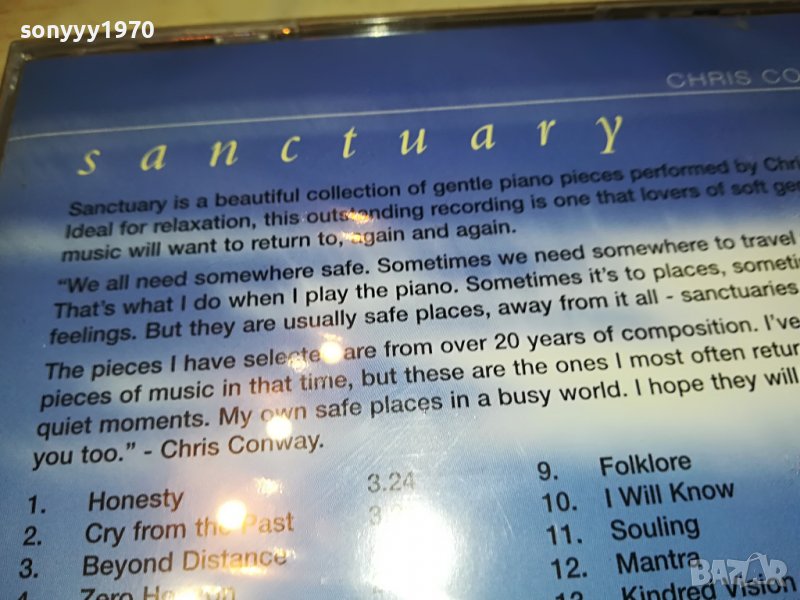 sonyyy1970
CHRIS CO
sanctuary
Sanctuary is a beautiful collection of gentle piano pieces performed by Chri
Ideal for relaxation, this outstanding recording is one that lovers of soft gen
music will want to return to, again and again.
"We all need somewhere safe. Sometimes we need somewhere to travel
That's what I do when I play the piano. Sometimes it's to places, someti
feelings. But they are usually safe places, away from it all - sanctuaries
The pieces I have selected are from over 20 years of composition. I've
pieces of music in that time, but these are the ones I most often retur
quiet moments. My own safe places in a busy world. I hope they will
you too." - Chris Conway.
1. Honesty 3.24
2. Cry from the Past
3. Beyond Distance
4. Zero
9. Folklore
10. I Will Know
11. Souling
12. Mantra
13. Kindred Vision
BAZAR